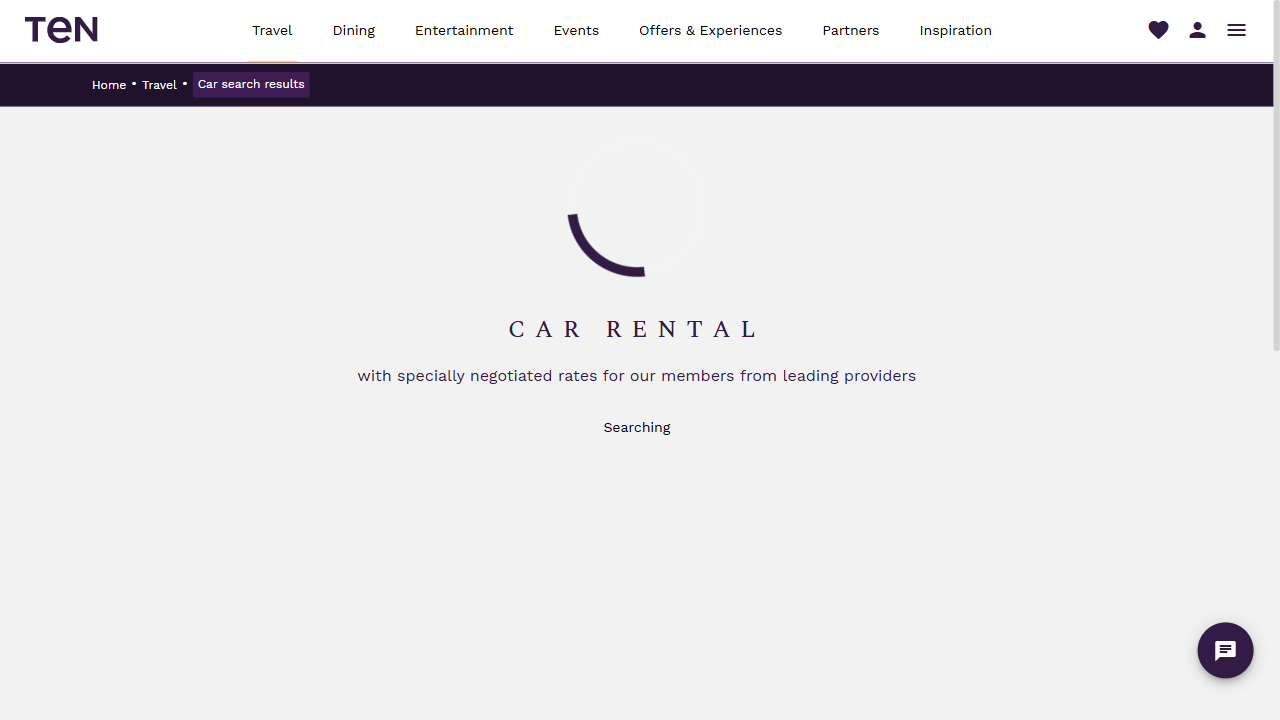 TEN
Travel
Dining
Entertainment
Events
Offers & Experiences
Partners
Inspiration
Home • Travel • Car search results
CAR RENTAL
with specially negotiated rates for our members from leading providers
Searching